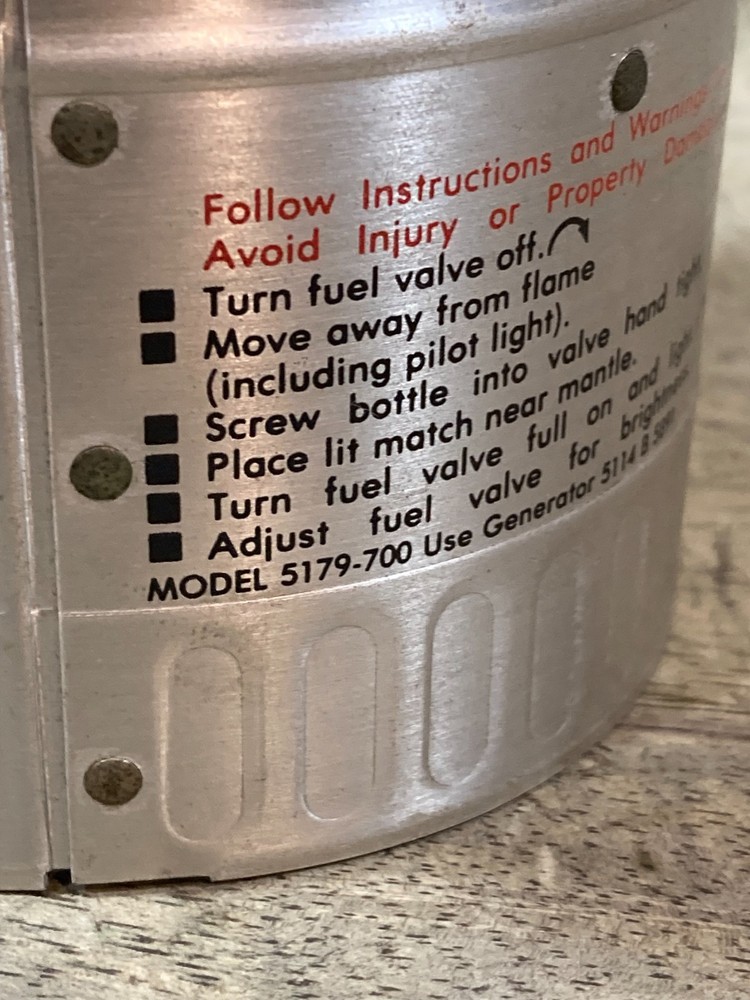 Follow Instructions and Warnings
Avoid Injury or Property
Turn fuel valve off.
Move away from flame
(including pilot light).
Screw bottle into valve hand tight
Place lit match near mantle.
Turn fuel valve full on and light
Adjust fuel valve for brightness
MODEL 5179-700 Use Generator 5114 B